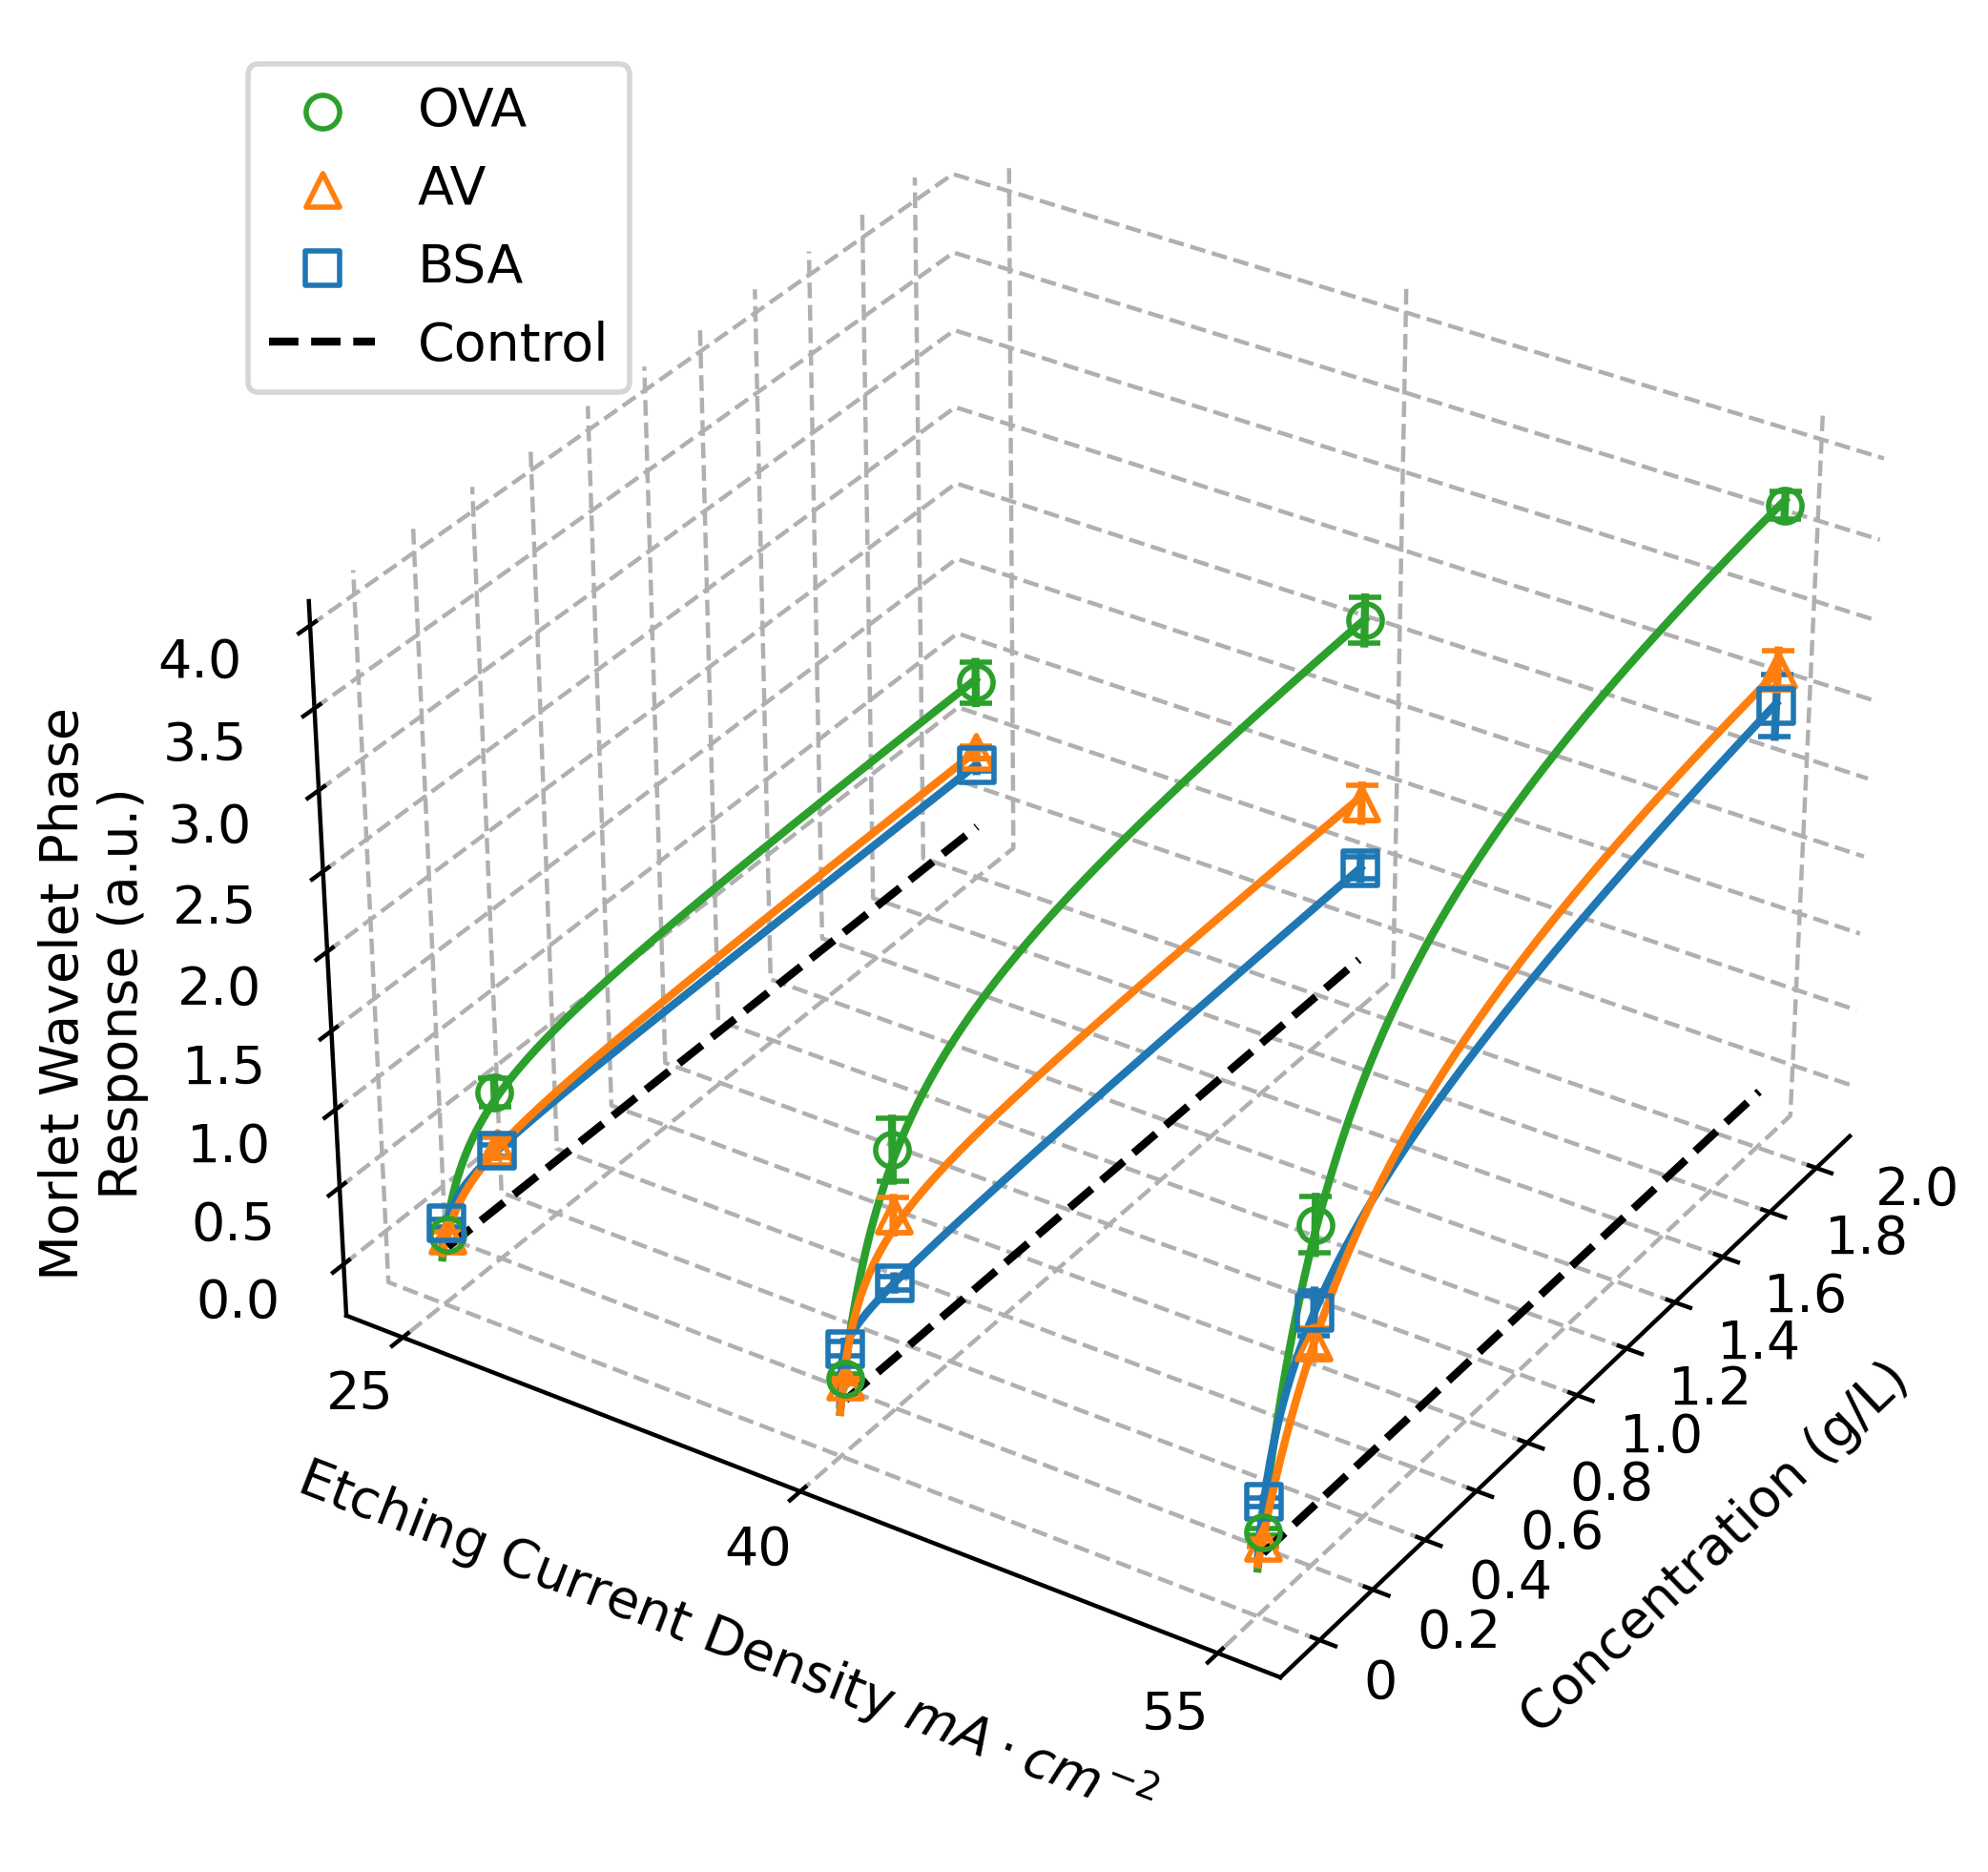 OVA
AV
BSA
Control
Morlet Wavelet Phase
Response (a.u.)
4.0
3.5
3.0
2.5
2.0
1.5
1.0
0.5
0.0
25
40
55
Etching Current Density mA · cm⁻²
2.0
1.8
1.6
1.4
1.2
1.0
0.8
0.6
0.4
0.2
0
Concentration (g/L)